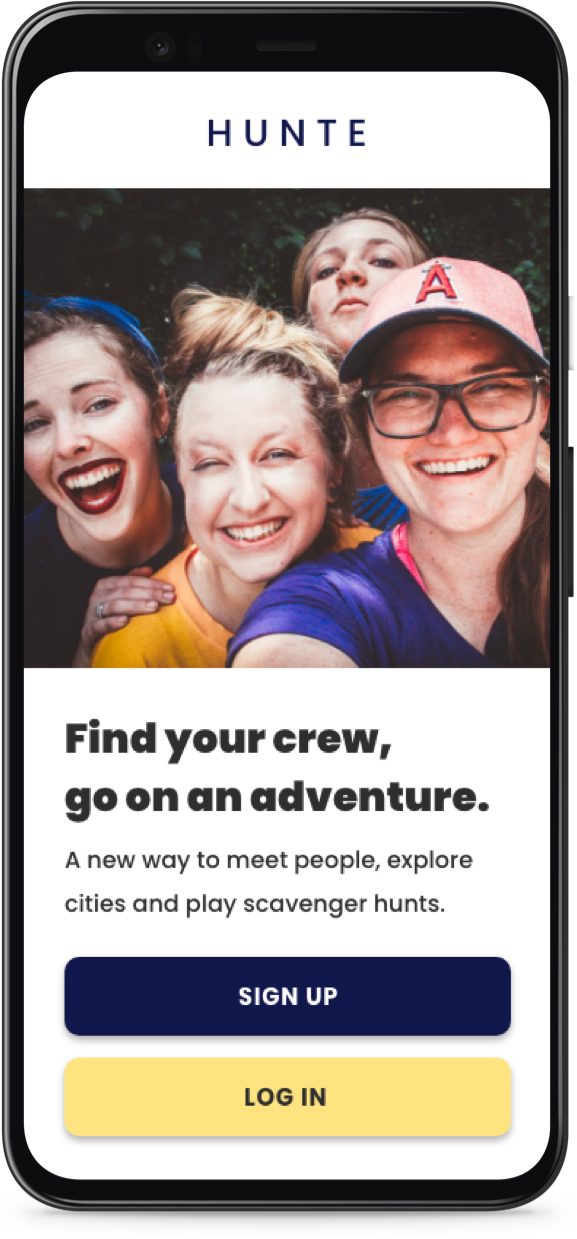 HUNTE
A
Find your crew,
go on an adventure.
A new way to meet people, explore
cities and play scavenger hunts.
SIGN UP
LOG IN